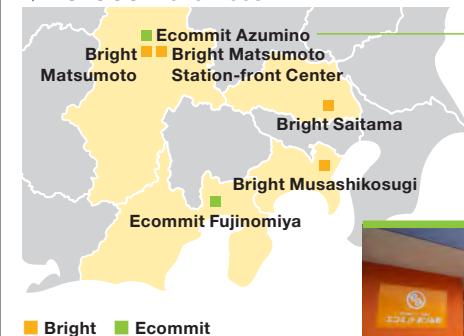 Ecommit Azumino
Bright
Matsumoto
Bright Matsumoto
Station-front Center
Bright Saitama
Bright Musashikosugi
Ecommit Fujinomiya
Bright
Ecommit